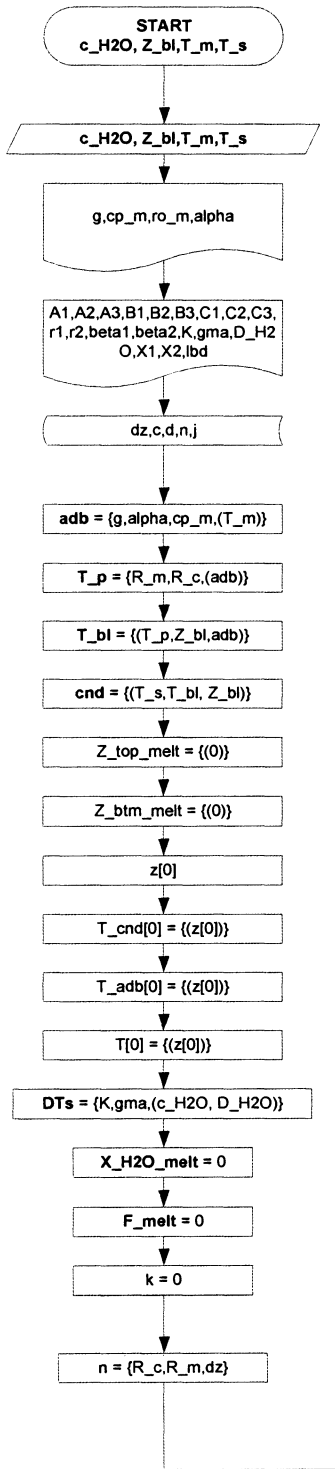 START
c_H2O, Z_bl,T_m,T_s
c_H2O, Z_bl,T_m,T_s
g,cp_m,ro_m,alpha
A1,A2,A3,B1,B2,B3,C1,C2,C3,
r1,r2,beta1,beta2,K,gma,D_H2
O,X1,X2,lbd
dz,c,d,n,j
adb = {g,alpha,cp_m,(T_m)}
T_p = {R_m,R_c,(adb)}
T_bl = {(T_p,Z_bl,adb)}
cnd = {(T_s,T_bl, Z_bl)}
Z_top_melt = {(0)}
Z_btm_melt = {(0)}
z[0]
T_cnd[0] = {(z[0])}
T_adb[0] = {(z[0])}
T[0] = {(z[0])}
DTs = {K,gma,(c_H2O, D_H2O)}
X_H2O_melt = 0
F_melt = 0
k = 0
n = {R_c,R_m,dz}